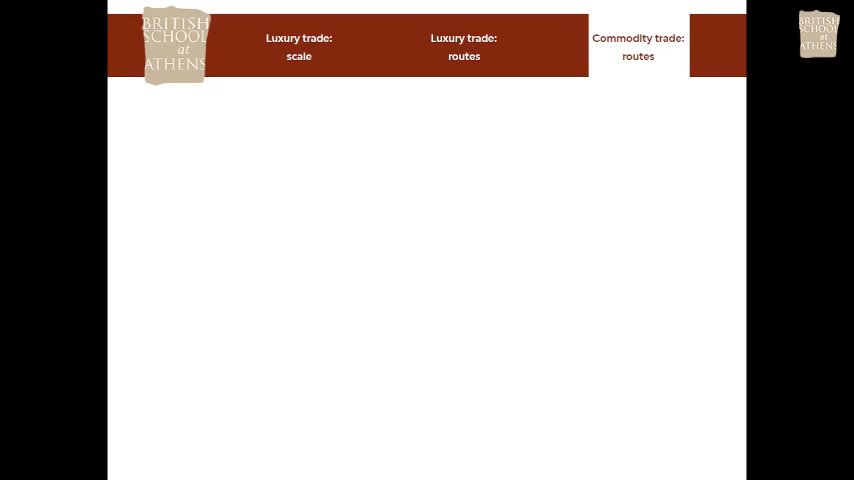 BRITISH
SCHOOL
at
ATHENS
Luxury trade:
scale
Luxury trade:
routes
Commodity trade:
routes
BRITISH
SCHOOL
at
ATHENS